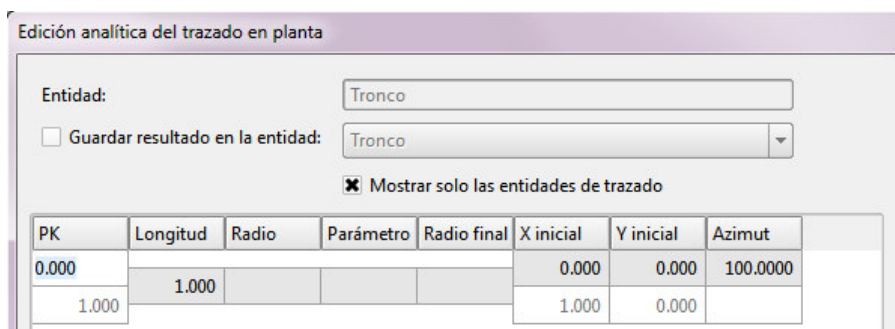 Edición analítica del trazado en planta
Entidad: Tronco
Guardar resultado en la entidad: Tronco
Mostrar solo las entidades de trazado
PK Longitud Radio Parámetro Radio final X inicial Y inicial Azimut
0.000 0.000 0.000 100.0000
1.000
1.000 1.000 0.000